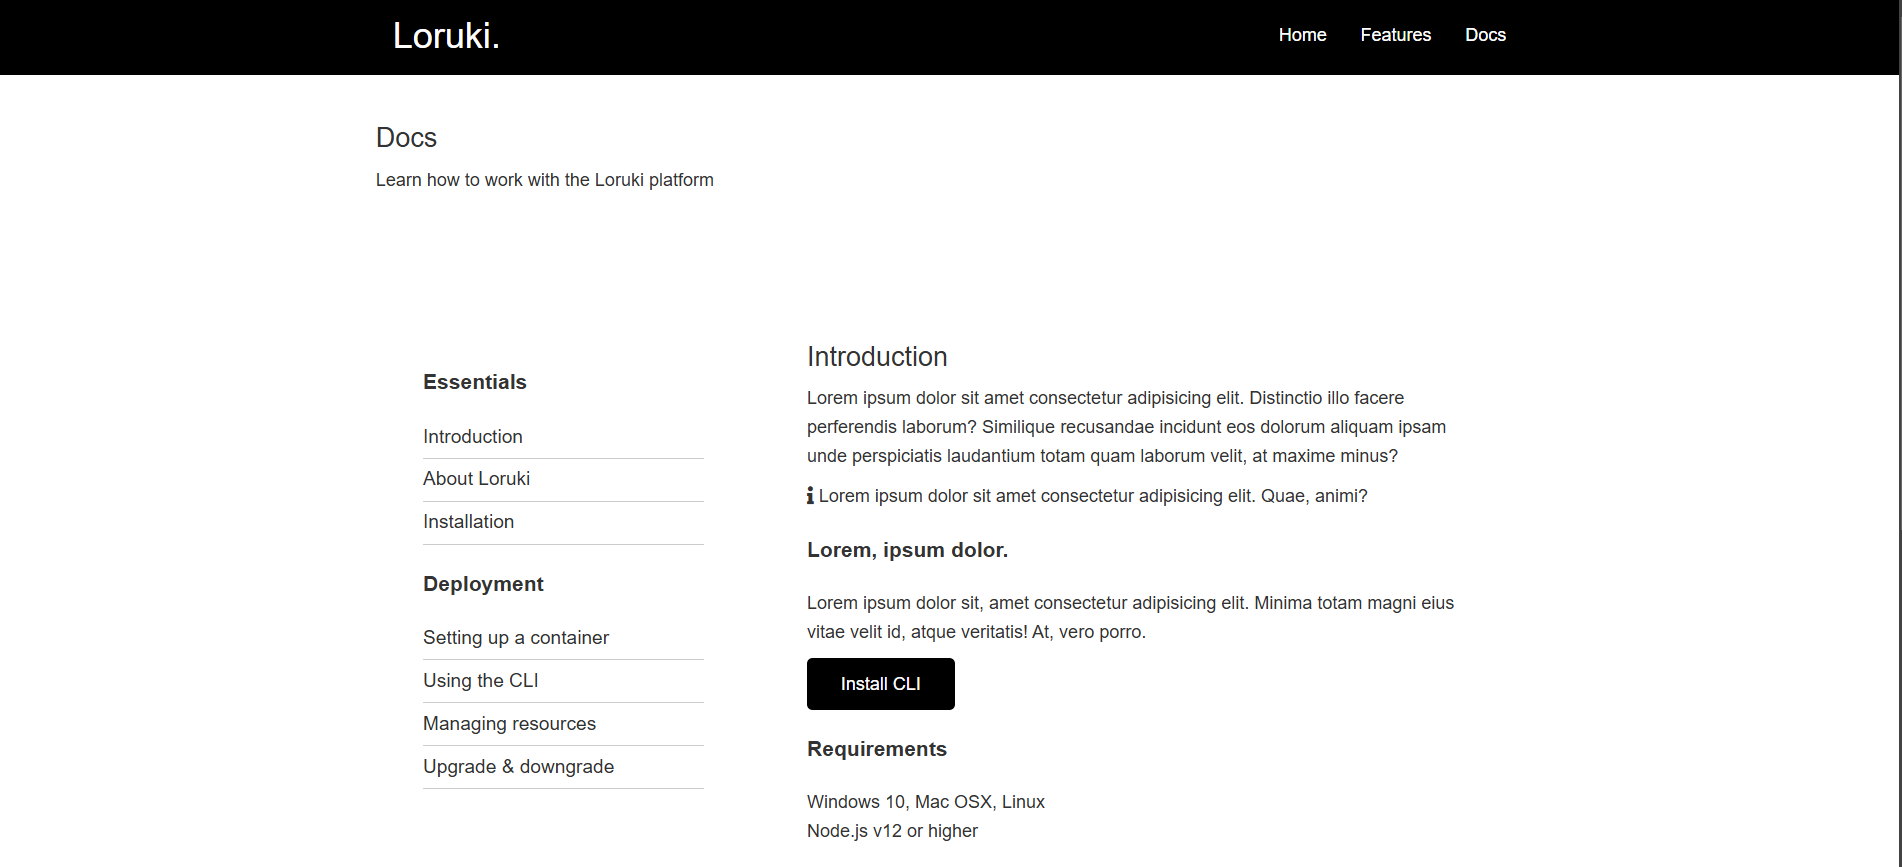 Loruki.
Home Features Docs
Docs
Learn how to work with the Loruki platform
Essentials
Introduction
About Loruki
Installation
Deployment
Setting up a container
Using the CLI
Managing resources
Upgrade & downgrade
Introduction
Lorem ipsum dolor sit amet consectetur adipisicing elit. Distinctio illo facere
perferendis laborum? Similique recusandae incidunt eos dolorum aliquam ipsam
unde perspiciatis laudantium totam quam laborum velit, at maxime minus?
Lorem ipsum dolor sit amet consectetur adipisicing elit. Quae, animi?
Lorem, ipsum dolor.
Lorem ipsum dolor sit, amet consectetur adipisicing elit. Minima totam magni eius
vitae velit id, atque veritatis! At, vero porro.
Install CLI
Requirements
Windows 10, Mac OSX, Linux
Node.js v12 or higher